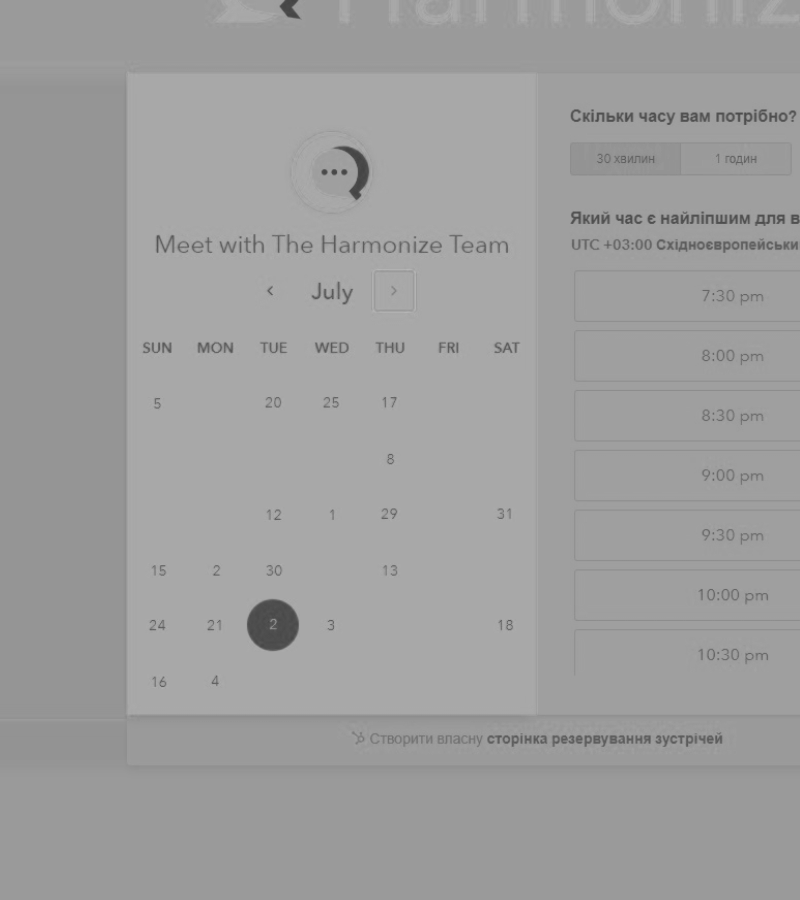 Harmoniz
Meet with The Harmonize Team
July
SUN MON TUE WED THU FRI SAT
5 20 25 17
8
12 1 29 31
15 2 30 13
24 21 2 3 18
16 4
Скільки часу вам потрібно?
30 хвилин 1 годин
Який час є найліпшим для в
UTC +03:00 Східноєвропейськи
7:30 pm
8:00 pm
8:30 pm
9:00 pm
9:30 pm
10:00 pm
10:30 pm
Створити власну сторінка резервування зустрічей